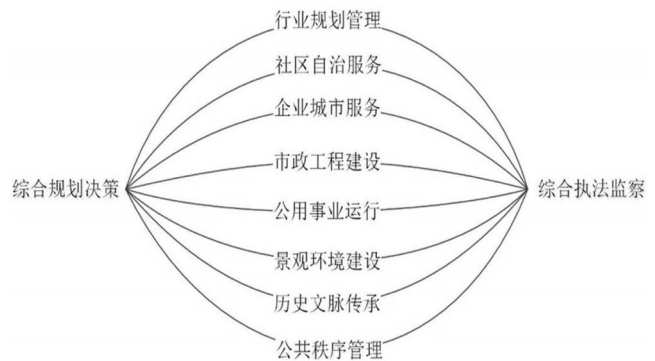 行业规划管理
社区自治服务
企业城市服务
市政工程建设
综合规划决策
综合执法监察
公用事业运行
景观环境建设
历史文脉传承
公共秩序管理